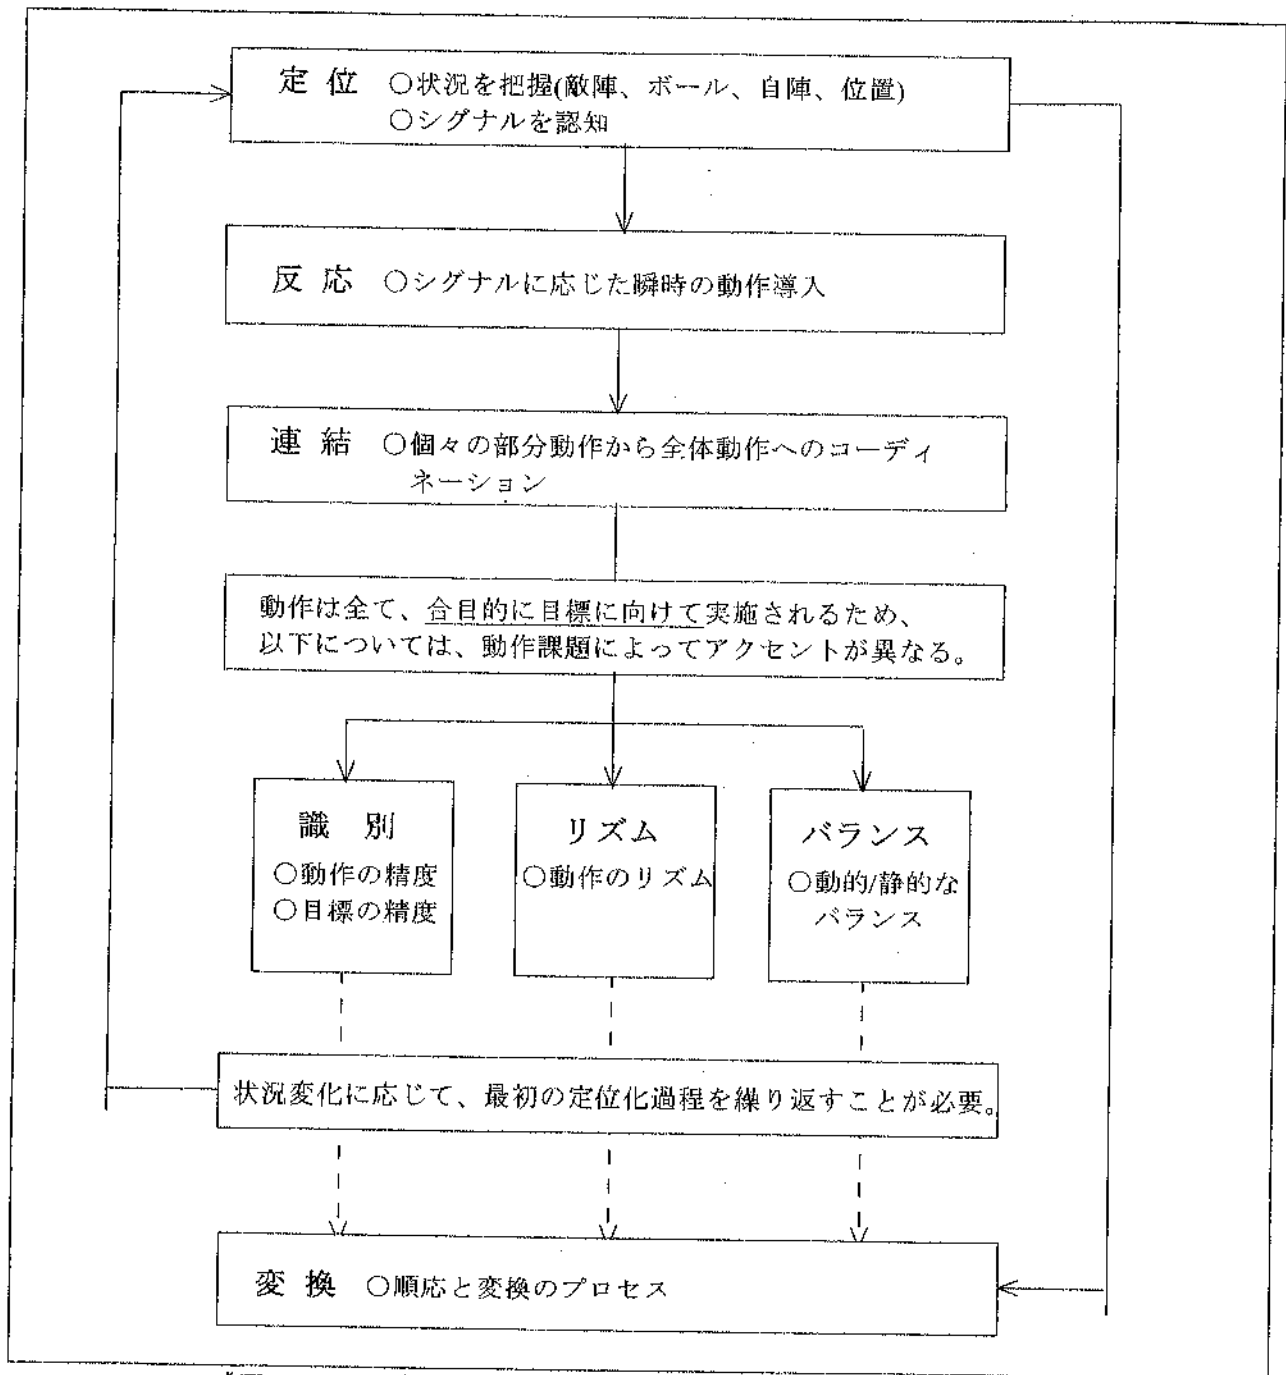 定位 ○状況を把握(敵陣、ボール、自陣、位置)
○シグナルを認知
反応 ○シグナルに応じた瞬時の動作導入
連結 ○個々の部分動作から全体動作へのコーディ
ネーション
動作は全て、合目的に目標に向けて実施されるため、
以下については、動作課題によってアクセントが異なる。
識別
○動作の精度
○目標の精度
リズム
○動作のリズム
バランス
○動的/静的な
バランス
状況変化に応じて、最初の定位化過程を繰り返すことが必要。
変換 ○順応と変換のプロセス